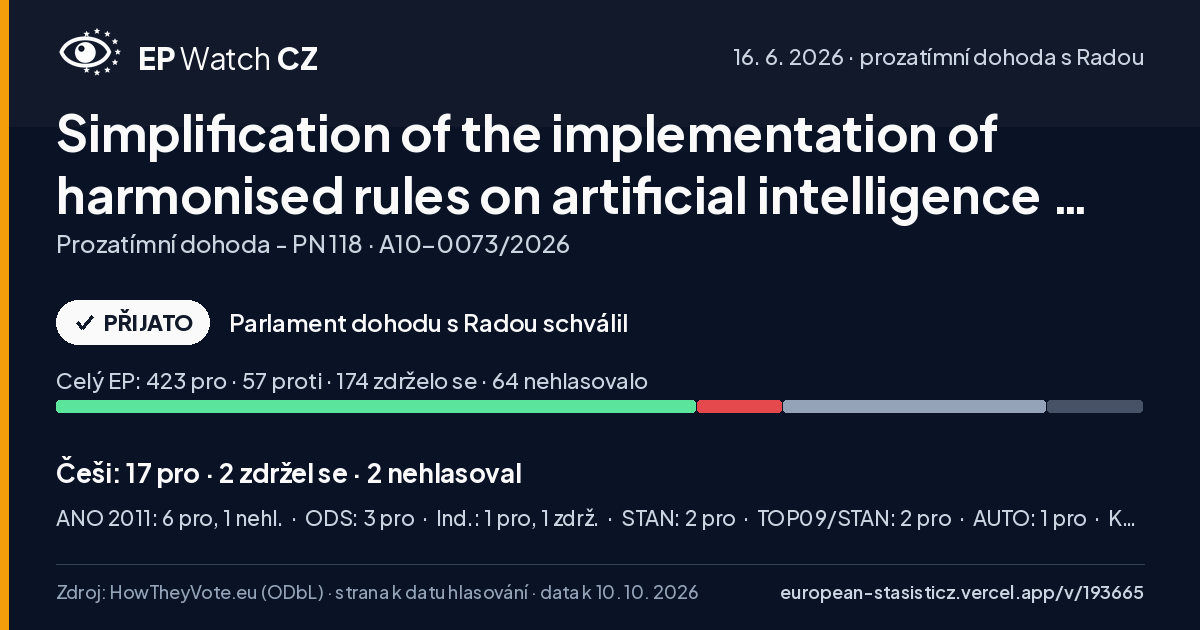 EP Watch CZ
16. 6. 2026 · prozatímní dohoda s Radou
Simplification of the implementation of
harmonised rules on artificial intelligence …
Prozatímní dohoda – PN 118 · A10–0073/2026
✓ PŘIJATO
Parlament dohodu s Radou schválil
Celý EP: 423 pro · 57 proti · 174 zdrželo se · 64 nehlasovalo
Češi: 17 pro · 2 zdržel se · 2 nehlasoval
ANO 2011: 6 pro, 1 nehl. · ODS: 3 pro · Ind.: 1 pro, 1 zdrž. · STAN: 2 pro · TOP09/STAN: 2 pro · AUTO: 1 pro · K…
Zdroj: HowTheyVote.eu (ODbL) · strana k datu hlasování · data k 10. 10. 2026
european-stasisticz.vercel.app/v/193665